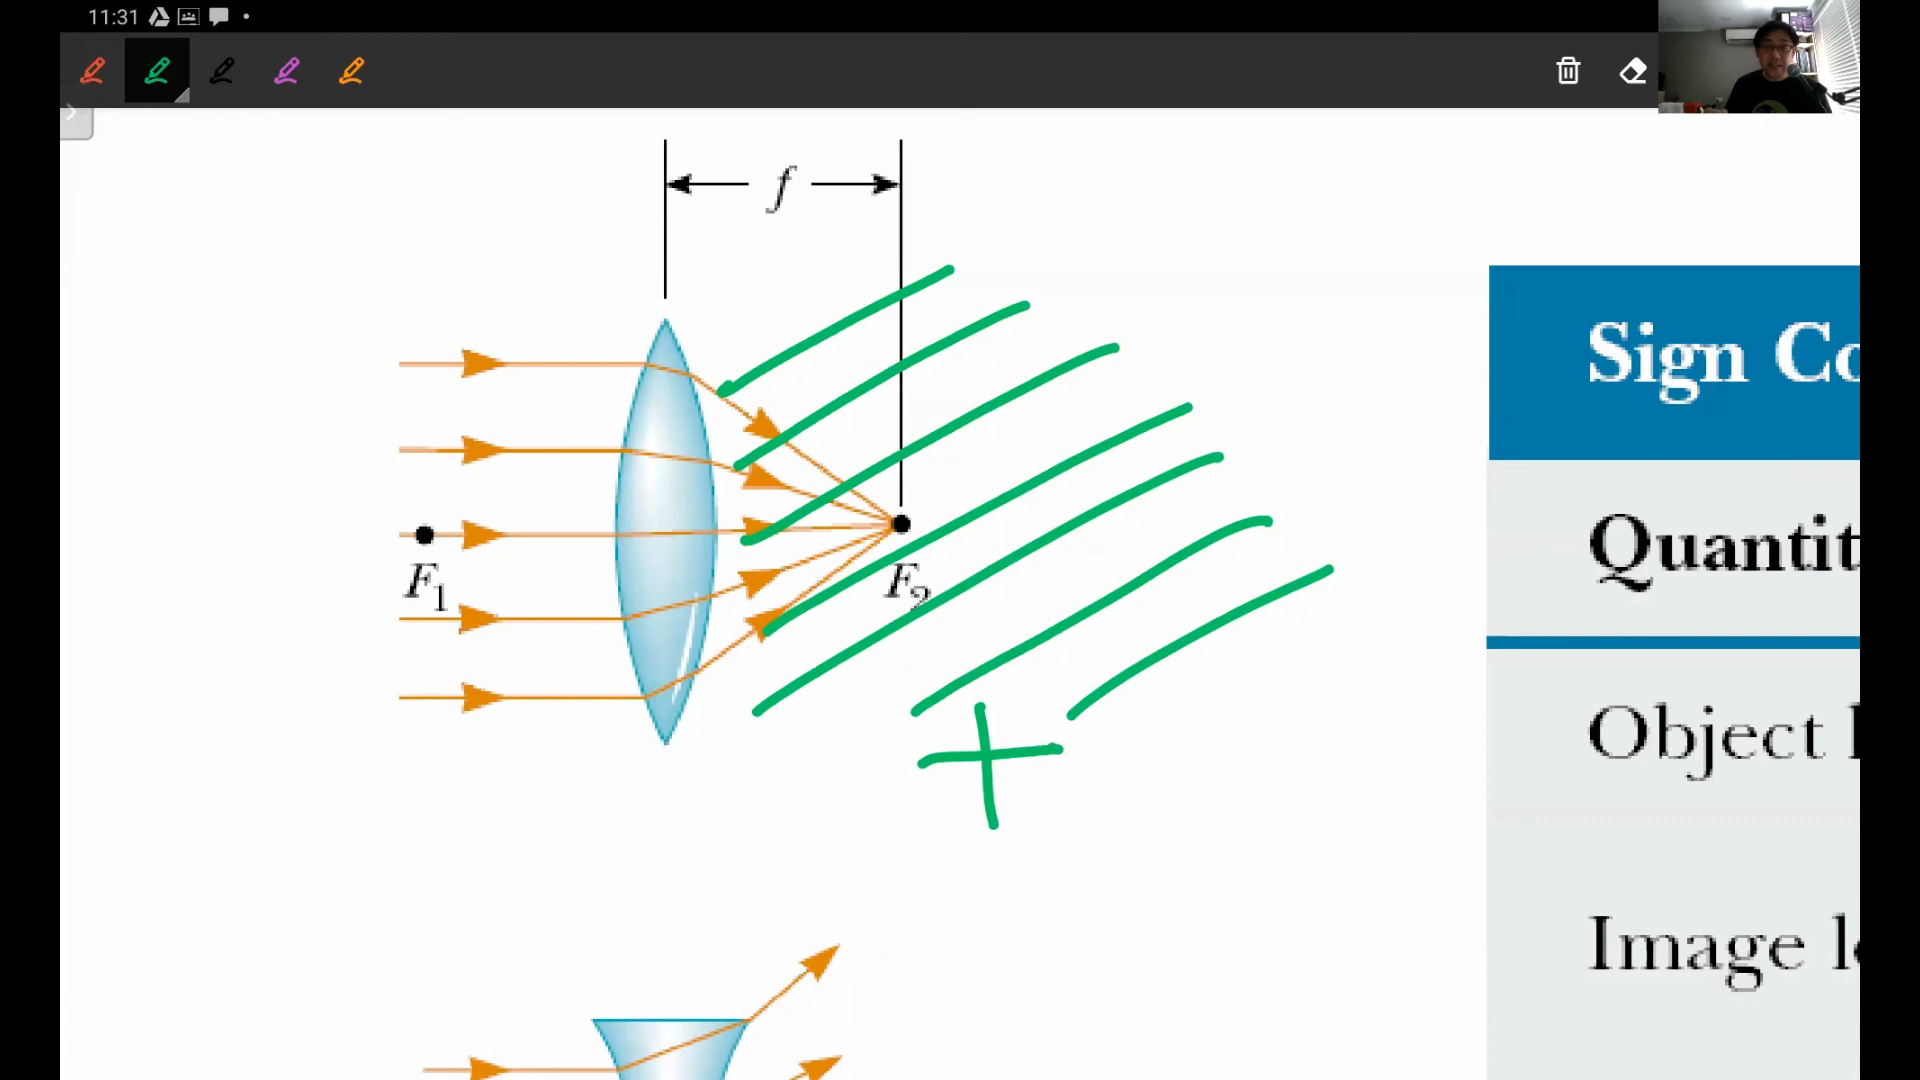 11:31
f
F1
F2
+
Sign Co
Quantit
Object l
Image l